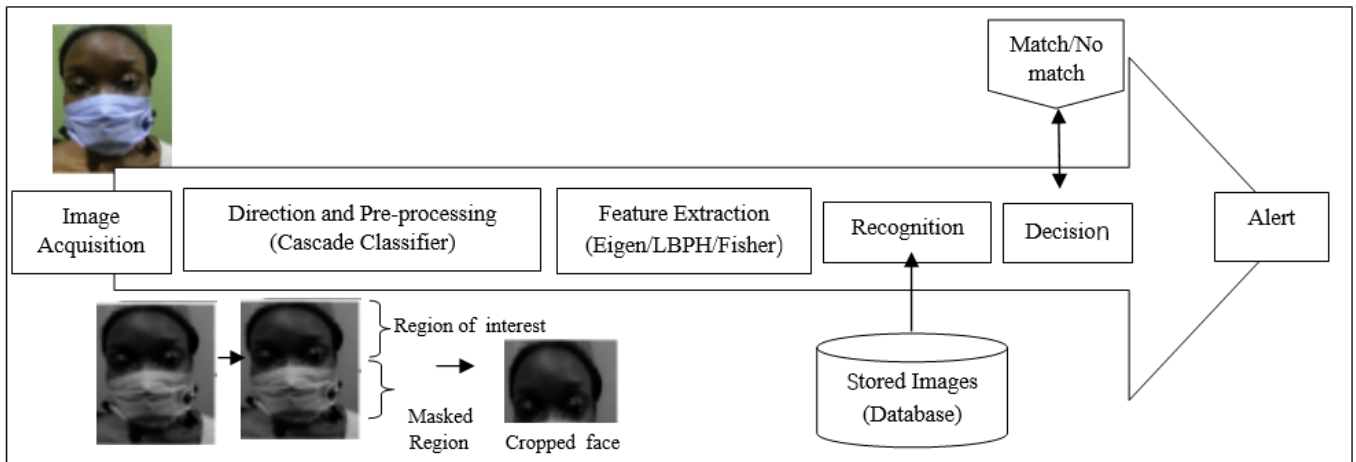 Match/No
match
Image
Acquisition
Direction and Pre-processing
(Cascade Classifier)
Feature Extraction
(Eigen/LBPH/Fisher)
Recognition
Decision
Alert
Region of interest
Masked
Region
Cropped face
Stored Images
(Database)